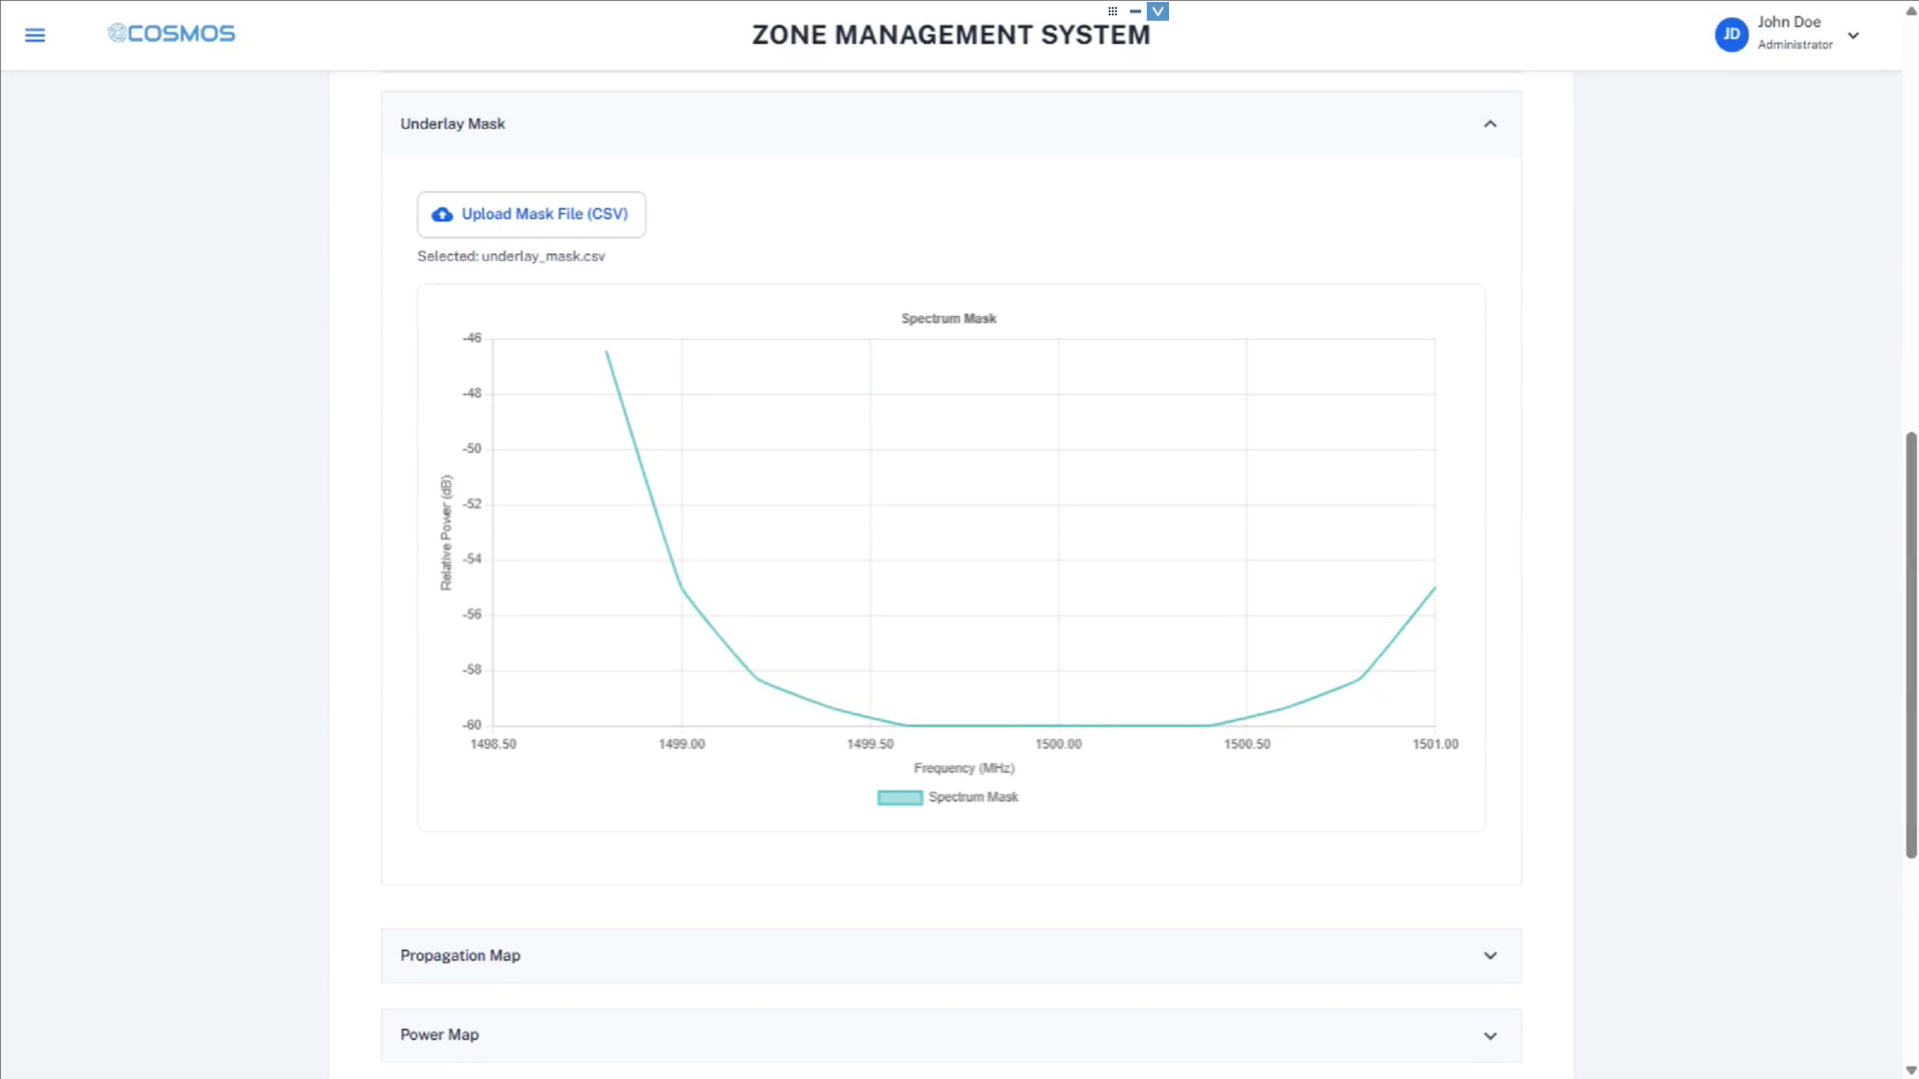 COSMOS
ZONE MANAGEMENT SYSTEM
JD
John Doe
Administrator
Underlay Mask
Upload Mask File (CSV)
Selected: underlay_mask.csv
Spectrum Mask
Relative Power (dB)
-46
-48
-50
-52
-54
-56
-58
-60
1498.50 1499.00 1499.50 1500.00 1500.50 1501.00
Frequency (MHz)
Spectrum Mask
Propagation Map
Power Map